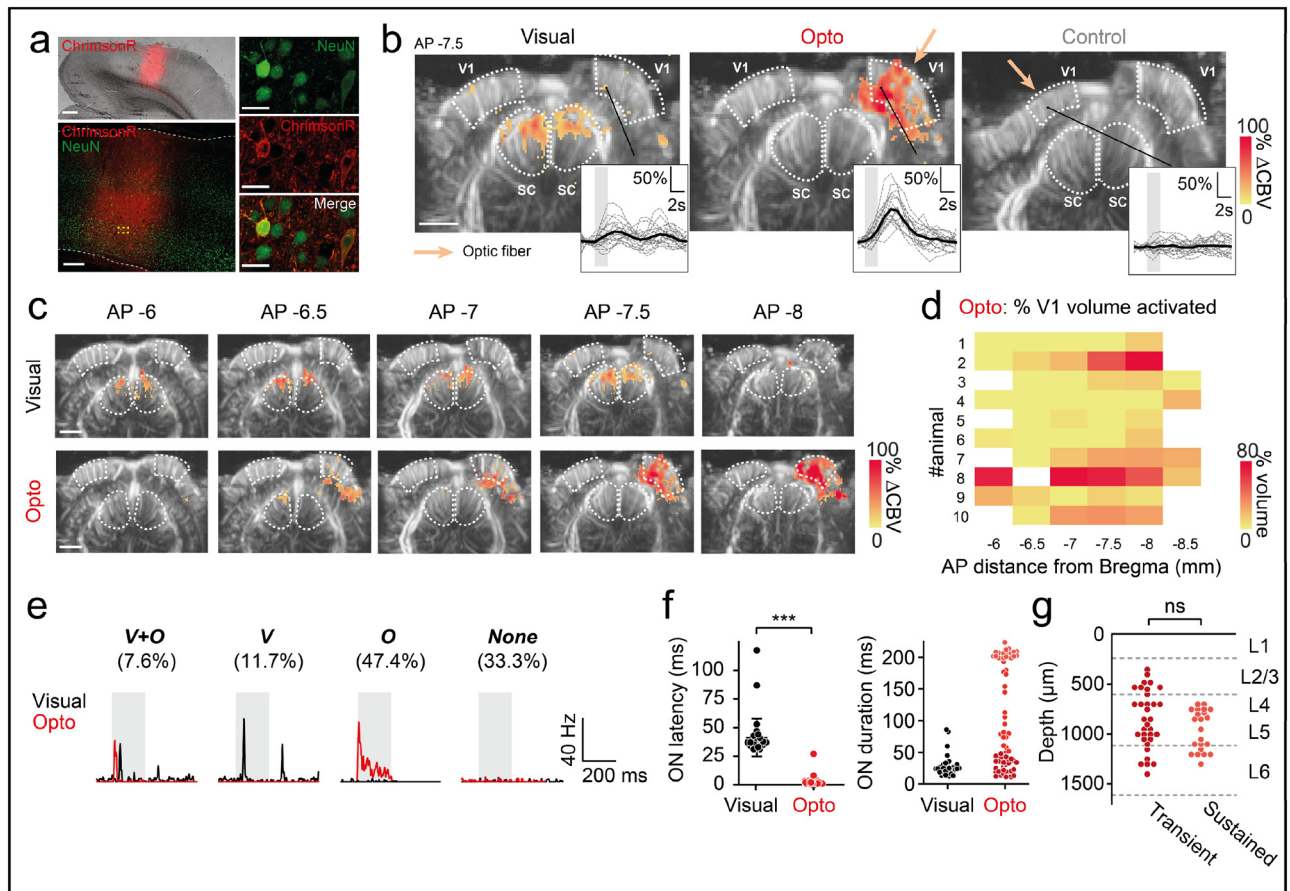 a
ChrimsonR
NeuN
ChrimsonR
NeuN
ChrimsonR
Merge
b
AP -7.5
Visual
Opto
Control
V1
V1
V1
V1
V1
SC
SC
SC
SC
SC
SC
50%
2s
50%
2s
50%
2s
Optic fiber
100
0
% ΔCBV
c
AP -6
AP -6.5
AP -7
AP -7.5
AP -8
Visual
Opto
100
0
% ΔCBV
d
Opto: % V1 volume activated
1
2
3
4
5
6
7
8
9
10
#animal
-6
-6.5
-7
-7.5
-8
-8.5
AP distance from Bregma (mm)
80
0
% volume
e
V+O
(7.6%)
V
(11.7%)
O
(47.4%)
None
(33.3%)
Visual
Opto
40 Hz
200 ms
f
***
ON latency (ms)
100
75
50
25
0
Visual
Opto
ON duration (ms)
200
150
100
50
0
Visual
Opto
g
ns
Depth (µm)
0
500
1000
1500
L1
L2/3
L4
L5
L6
Transient
Sustained